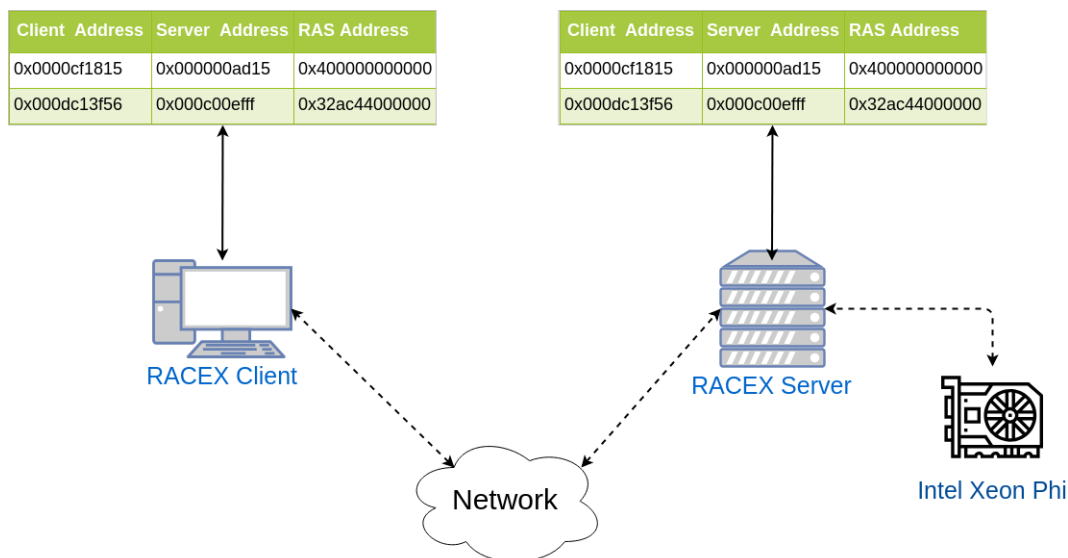 Client Address Server Address RAS Address
0x0000cf1815 0x000000ad15 0x400000000000
0x000dc13f56 0x000c00efff 0x32ac44000000
Client Address Server Address RAS Address
0x0000cf1815 0x000000ad15 0x400000000000
0x000dc13f56 0x000c00efff 0x32ac44000000
RACEX Client
RACEX Server
Network
Intel Xeon Phi